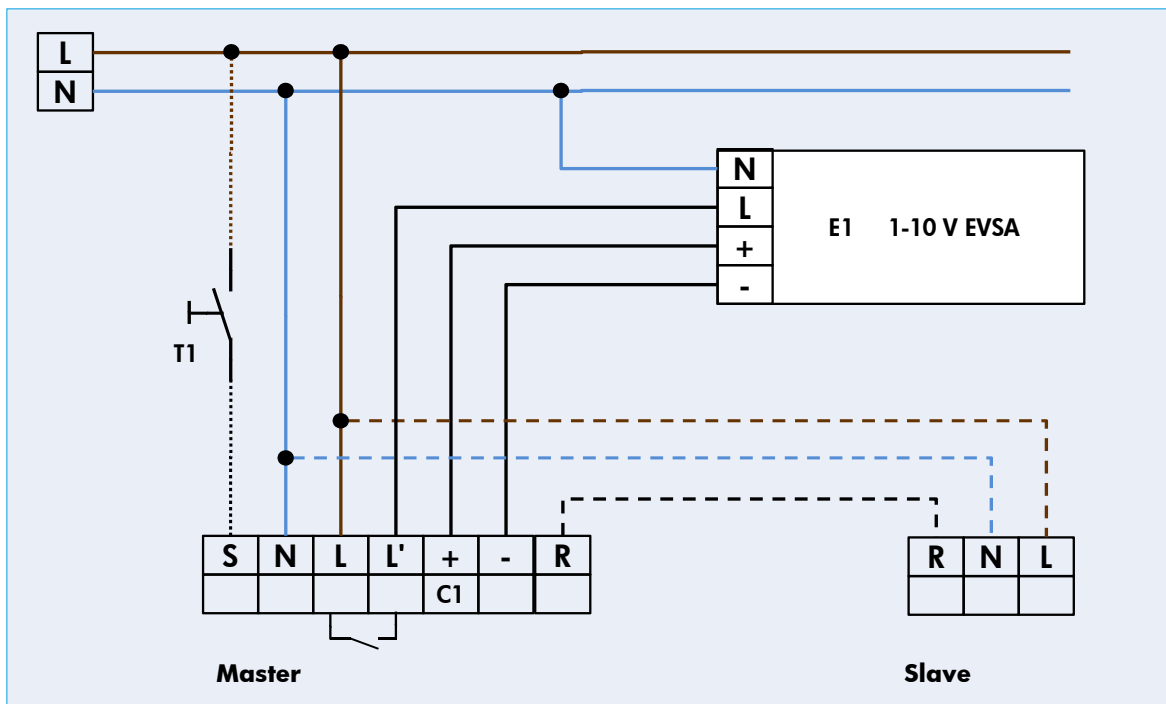 L
N
N
L
E1 1-10 V EVSA
+
-
T1
S N L L' + - R
C1
R N L
Master
Slave